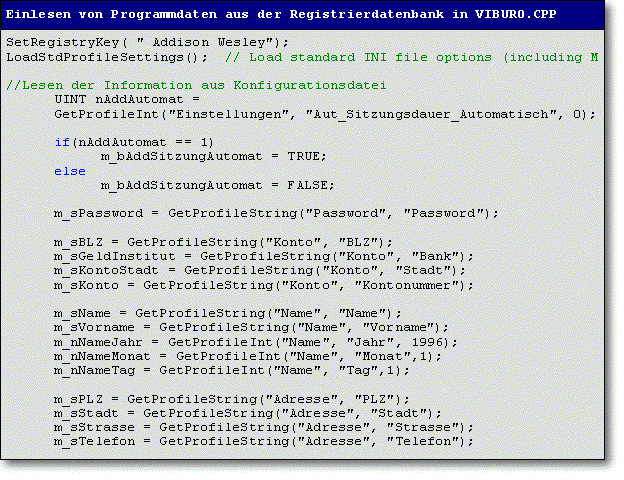 Einlesen von Programmdaten aus der Registrierdatenbank in VIBURO.CPP
SetRegistryKey( " Addison Wesley");
LoadStdProfileSettings();  // Load standard INI file options (including M
//Lesen der Information aus Konfigurationsdatei
UINT nAddAutomat =
GetProfileInt("Einstellungen", "Aut_Sitzungsdauer_Automatisch", 0);
if(nAddAutomat == 1)
m_bAddSitzungAutomat = TRUE;
else
m_bAddSitzungAutomat = FALSE;
m_sPassword = GetProfileString("Password", "Password");
m_sBLZ = GetProfileString("Konto", "BLZ");
m_sGeldInstitut = GetProfileString("Konto", "Bank");
m_sKontoStadt = GetProfileString("Konto", "Stadt");
m_sKonto = GetProfileString("Konto", "Kontonummer");
m_sName = GetProfileString("Name", "Name");
m_sVorname = GetProfileString("Name", "Vorname");
m_nNameJahr = GetProfileInt("Name", "Jahr", 1996);
m_nNameMonat = GetProfileInt("Name", "Monat",1);
m_nNameTag = GetProfileInt("Name", "Tag",1);
m_sPLZ = GetProfileString("Adresse", "PLZ");
m_sStadt = GetProfileString("Adresse", "Stadt");
m_sStrasse = GetProfileString("Adresse", "Strasse");
m_sTelefon = GetProfileString("Adresse", "Telefon");